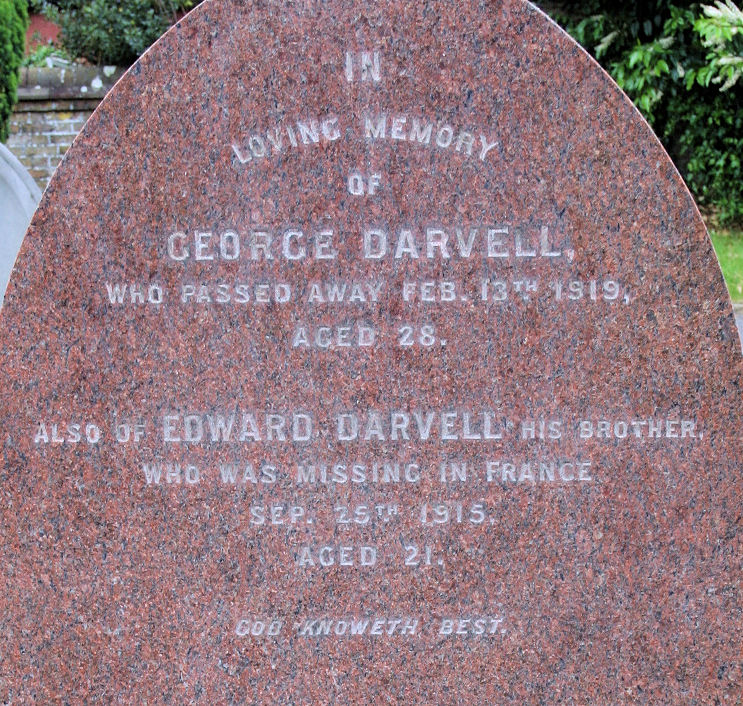 IN
LOVING MEMORY
OF
GEORGE DARVELL,
WHO PASSED AWAY FEB. 13TH 1919,
AGED 28.
ALSO OF EDWARD DARVELL HIS BROTHER,
WHO WAS MISSING IN FRANCE
SEP. 25TH 1915.
AGED 21.
GOD KNOWETH BEST.